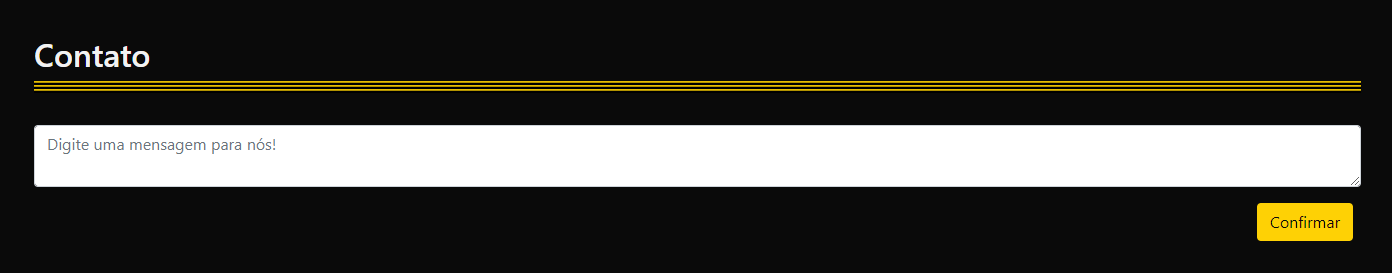 Contato
Digite uma mensagem para nós!
Confirmar